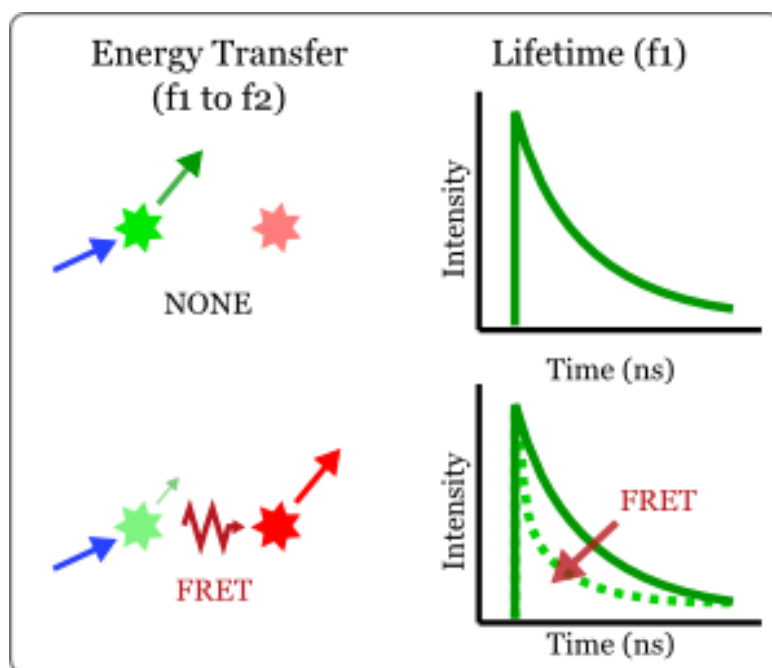 Energy Transfer
(f1 to f2)
Lifetime (f1)
NONE
Intensity
Time (ns)
FRET
Intensity
FRET
Time (ns)